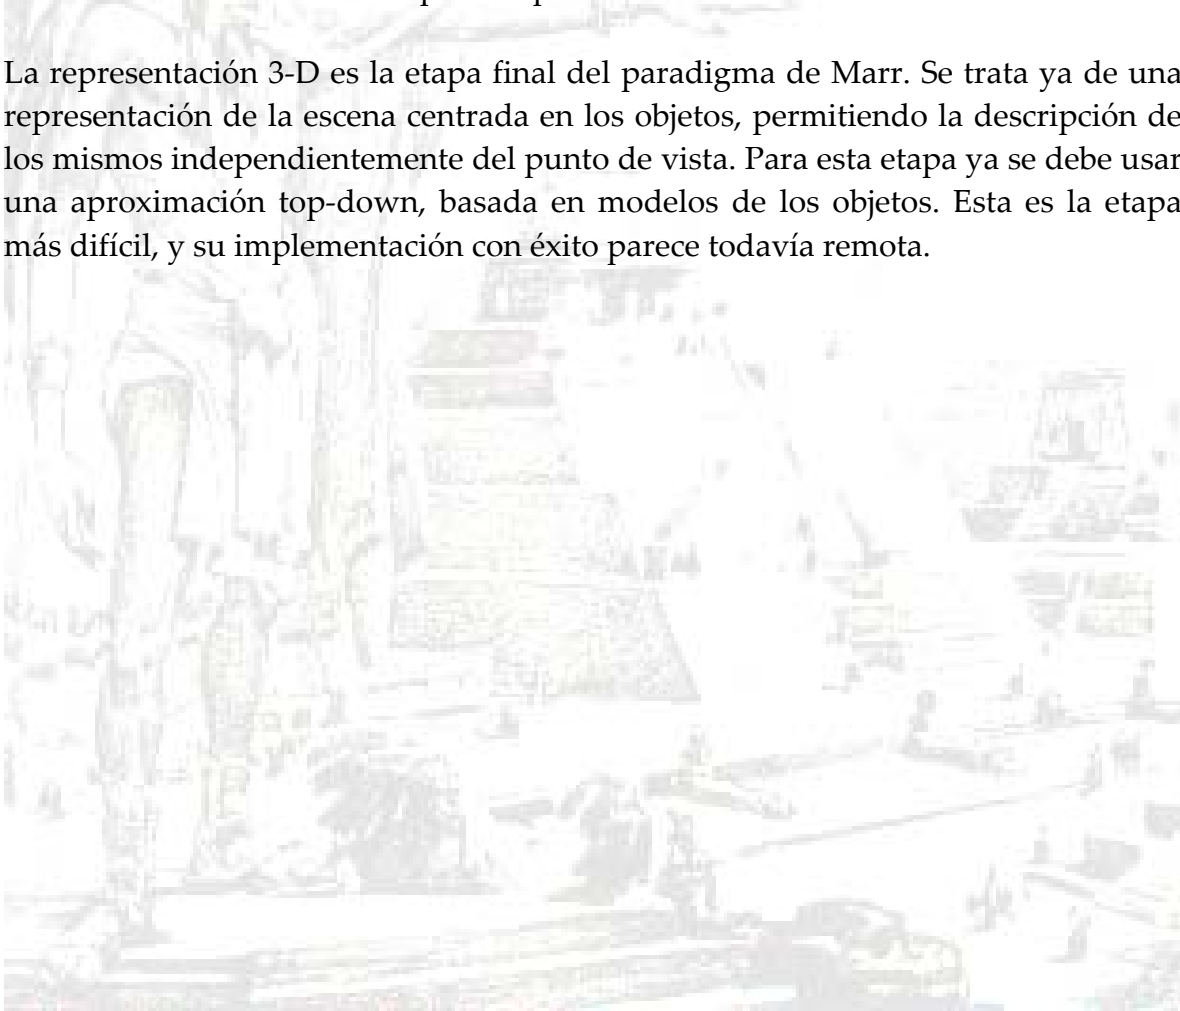 La representación 3-D es la etapa final del paradigma de Marr. Se trata ya de una
representación de la escena centrada en los objetos, permitiendo la descripción de
los mismos independientemente del punto de vista. Para esta etapa ya se debe usar
una aproximación top-down, basada en modelos de los objetos. Esta es la etapa
más difícil, y su implementación con éxito parece todavía remota.